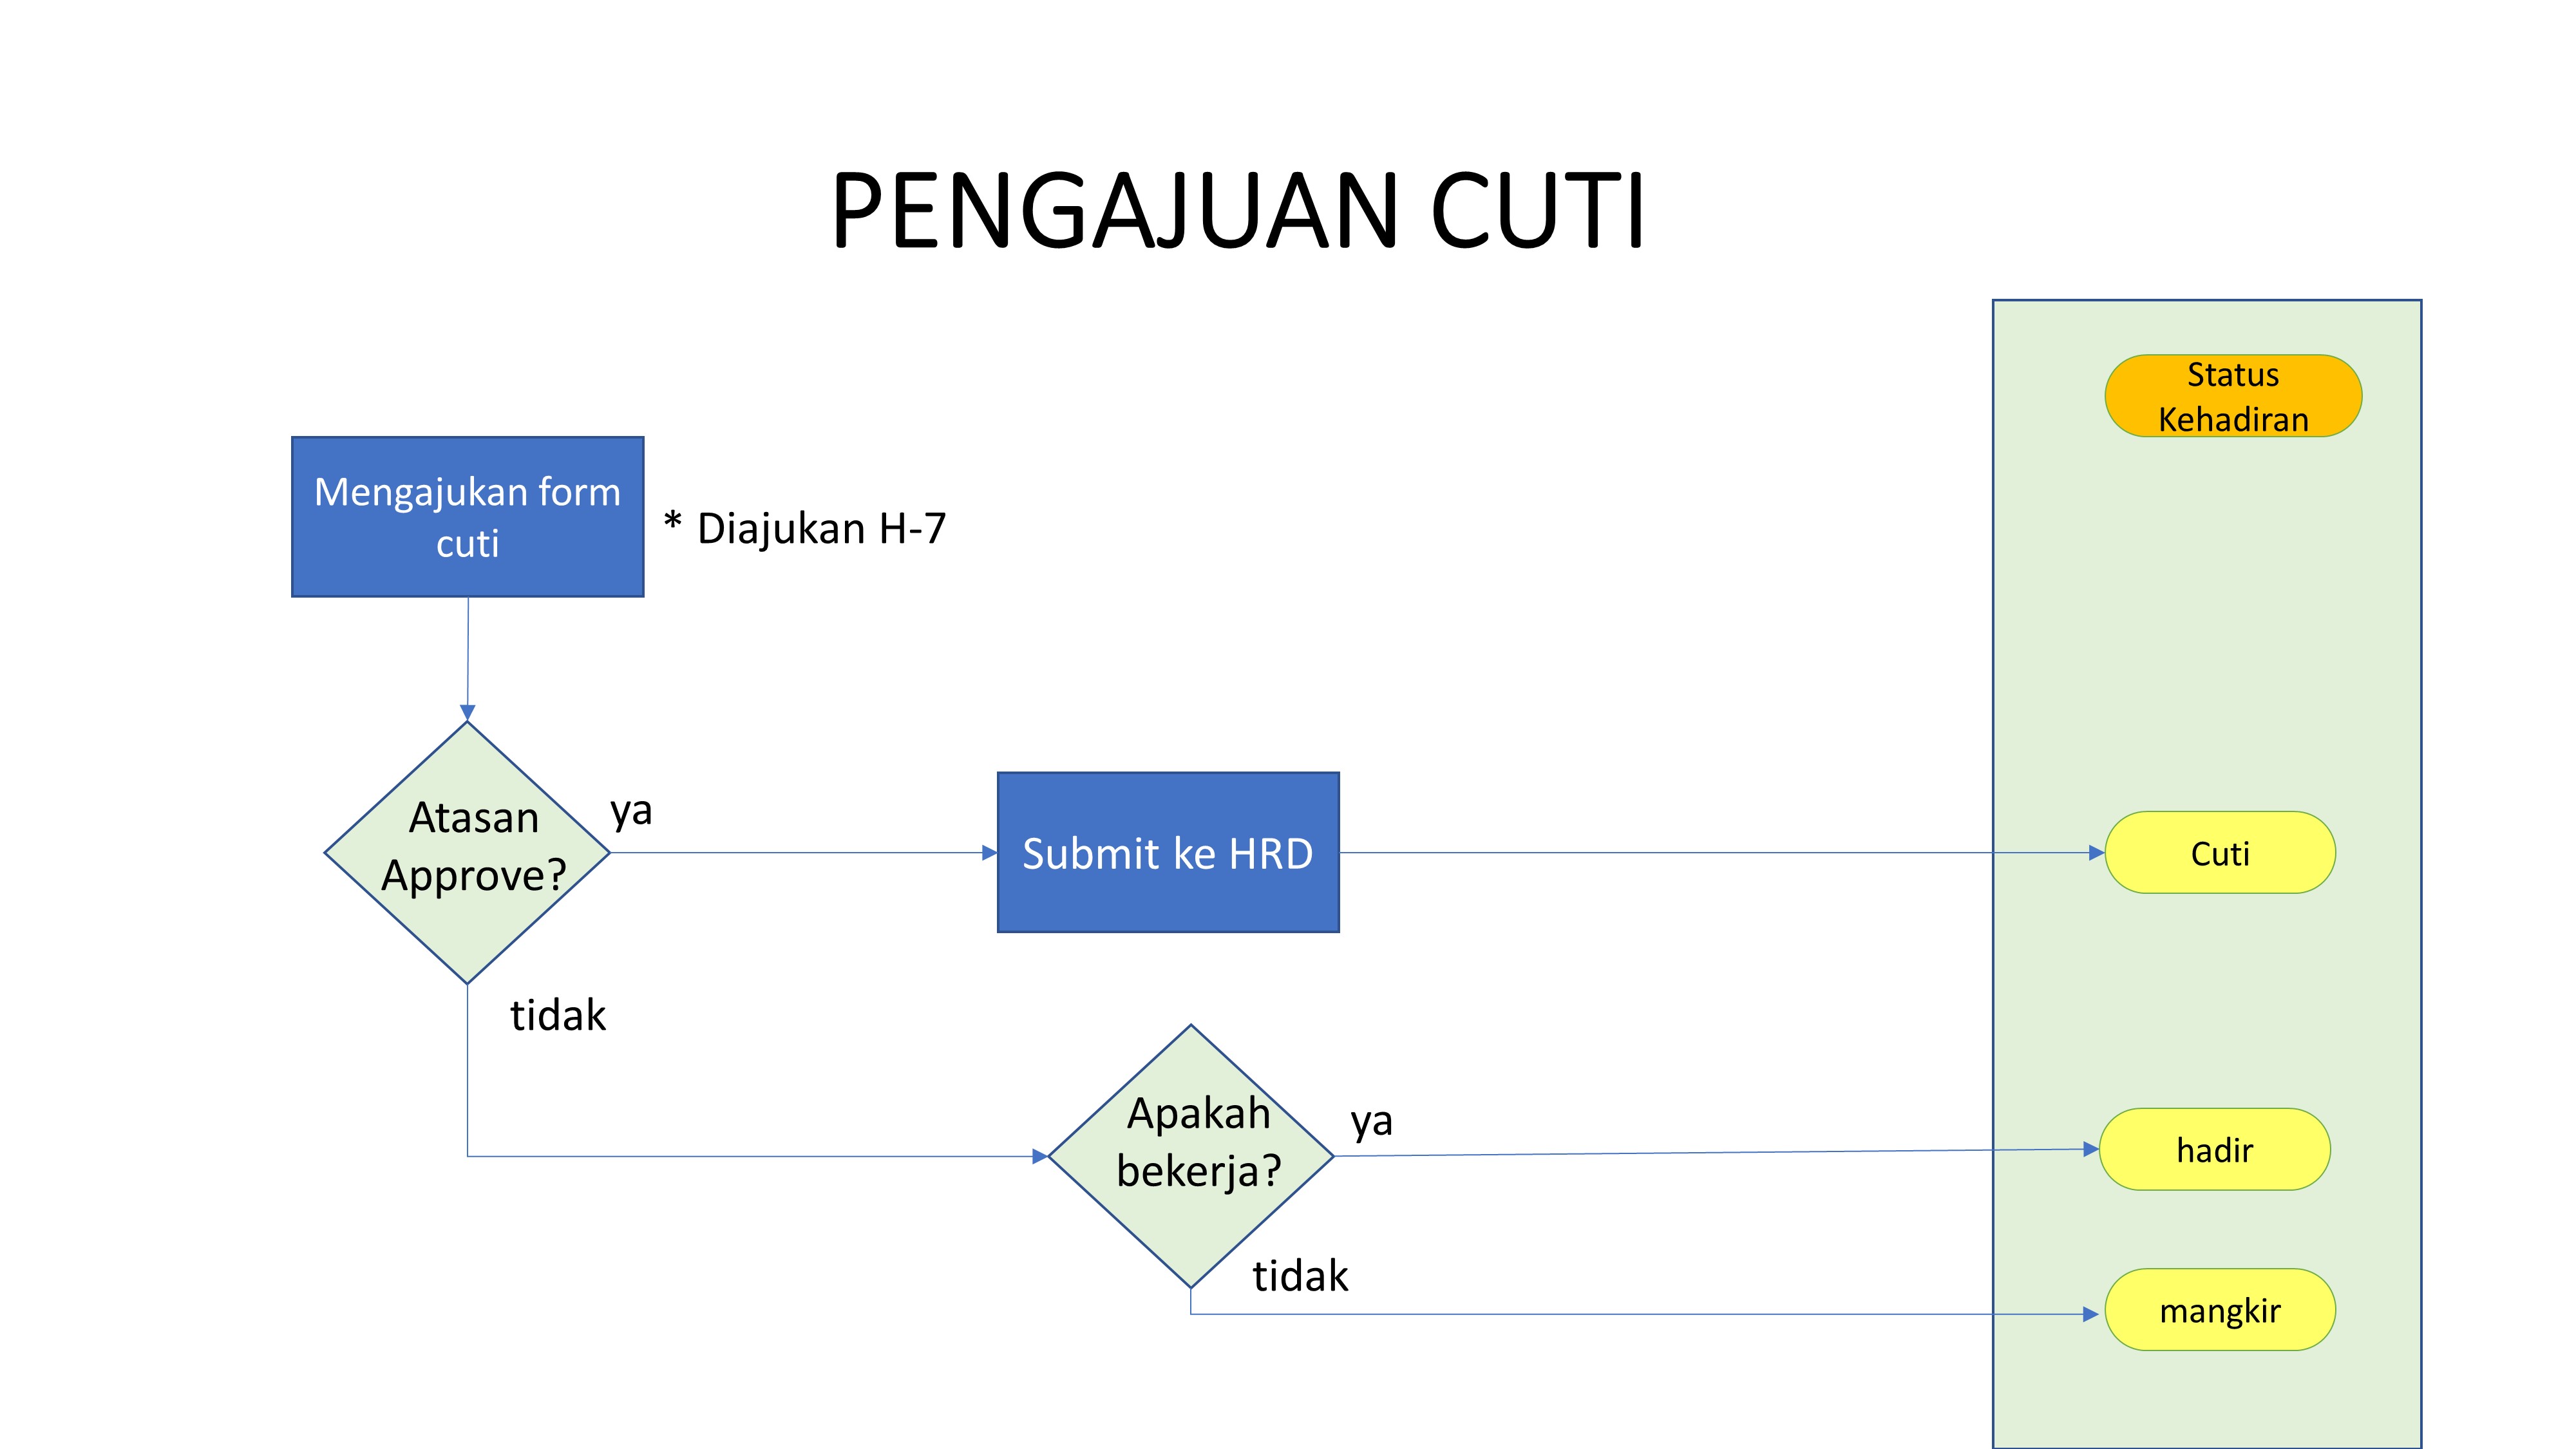 PENGAJUAN CUTI
Status
Kehadiran
Mengajukan form
cuti
* Diajukan H-7
Atasan
Approve?
ya
Submit ke HRD
Cuti
tidak
Apakah
bekerja?
ya
hadir
tidak
mangkir